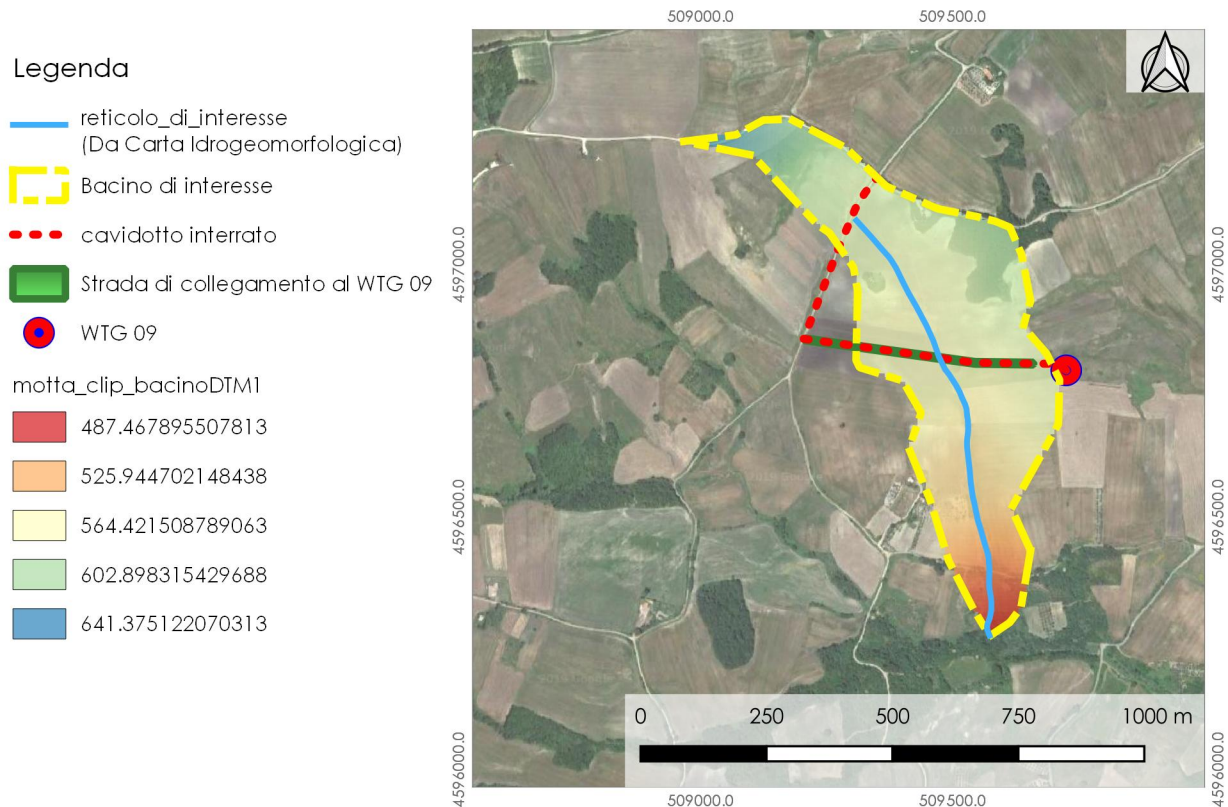 509000.0
509500.0
Legenda
reticolo_di_interesse
(Da Carta Idrogeomorfologica)
Bacino di interesse
cavidotto interrato
Strada di collegamento al WTG 09
WTG 09
motta_clip_bacinoDTM1
487.467895507813
525.944702148438
564.421508789063
602.898315429688
641.375122070313
4597000.0
4597000.0
4596500.0
4596500.0
4596000.0
4596000.0
0
250
500
750
1000 m
509000.0
509500.0